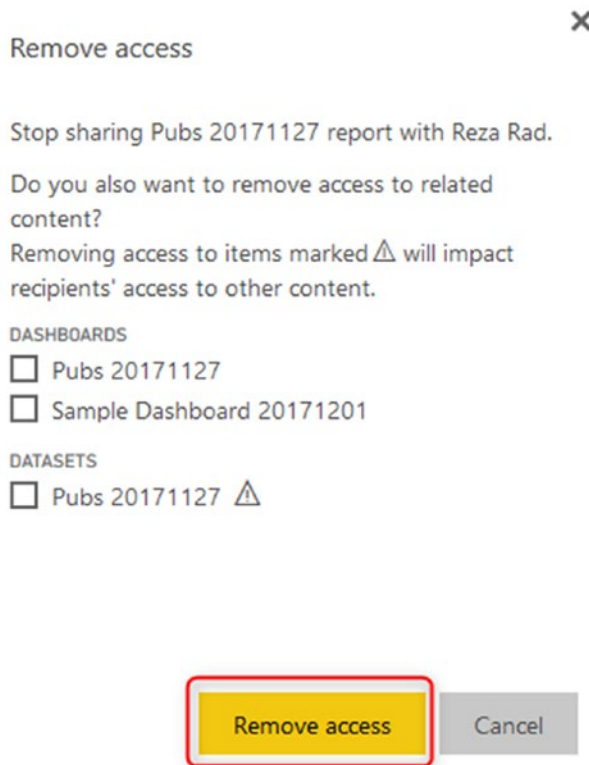 Remove access
Stop sharing Pubs 20171127 report with Reza Rad.
Do you also want to remove access to related
content?
Removing access to items marked ⚠ will impact
recipients' access to other content.
DASHBOARDS
Pubs 20171127
Sample Dashboard 20171201
DATASETS
Pubs 20171127 ⚠
Remove access
Cancel